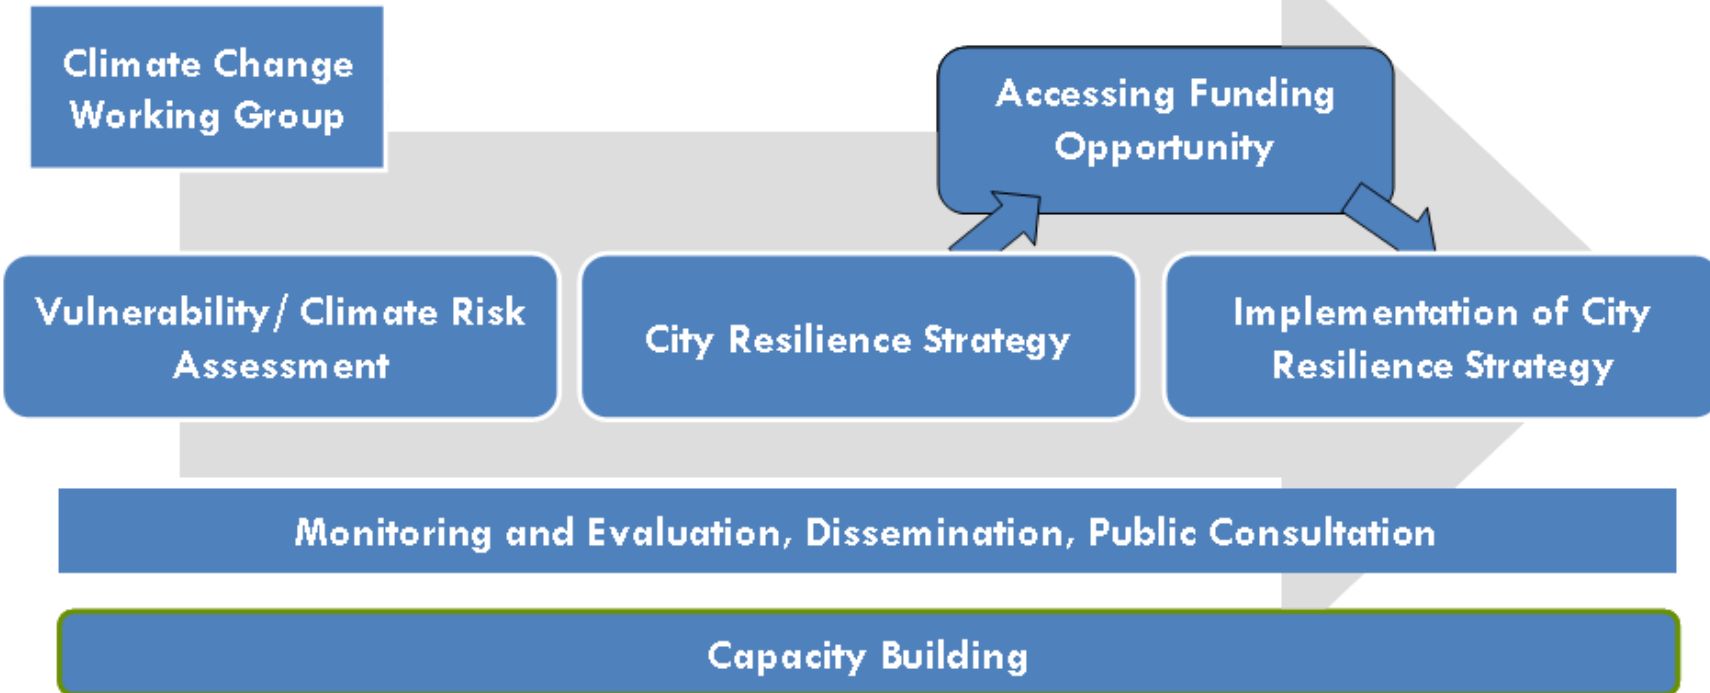 Climate Change
Working Group
Accessing Funding
Opportunity
Vulnerability/ Climate Risk
Assessment
City Resilience Strategy
Implementation of City
Resilience Strategy
Monitoring and Evaluation, Dissemination, Public Consultation
Capacity Building